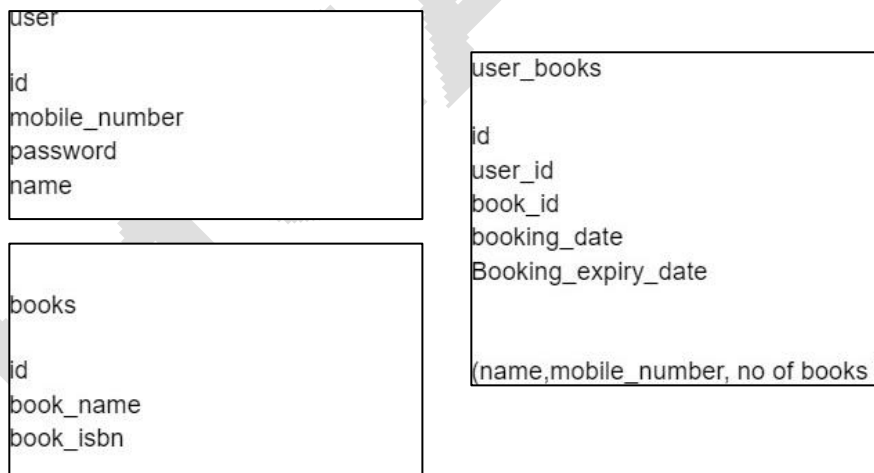 user
id
mobile_number
password
name
books
id
book_name
book_isbn
user_books
id
user_id
book_id
booking_date
Booking_expiry_date
(name,mobile_number, no of books